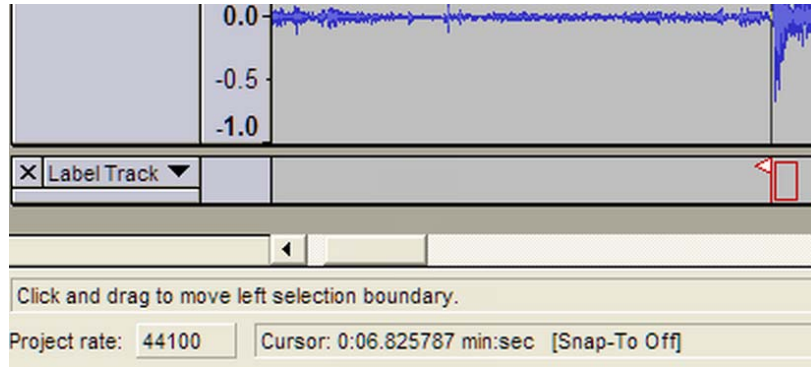 0.0
-0.5
-1.0
X Label Track
Click and drag to move left selection boundary.
Project rate: 44100 Cursor: 0:06.825787 min:sec [Snap-To Off]